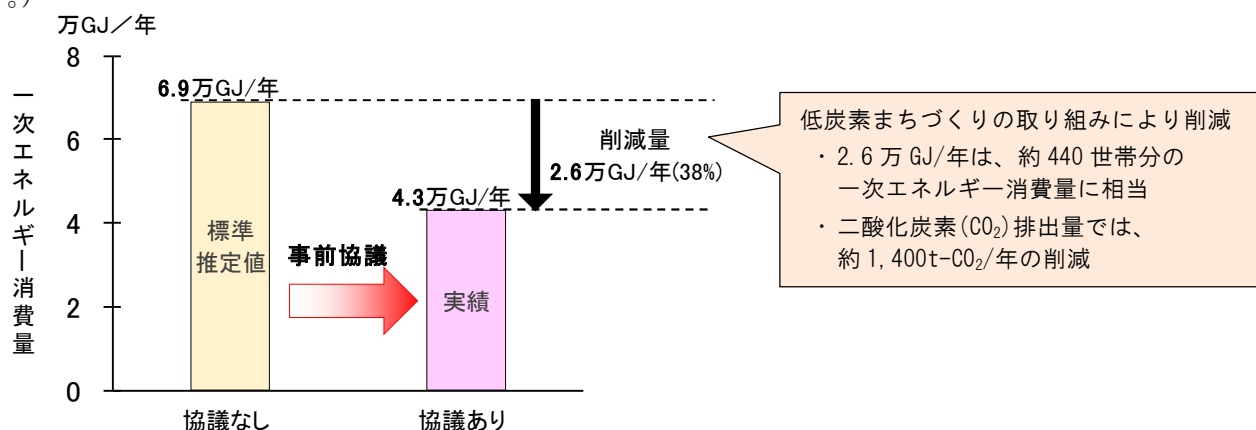 。）
万GJ／年
一次エネルギー消費量
8
6
4
2
0
6.9万GJ/年
標準
推定値
事前協議
4.3万GJ/年
実績
削減量
2.6万GJ/年(38%)
協議なし
協議あり
低炭素まちづくりの取り組みにより削減
・2.6 万 GJ/年は、約 440 世帯分の
一次エネルギー消費量に相当
・二酸化炭素(CO₂)排出量では、
約 1,400t-CO₂/年の削減